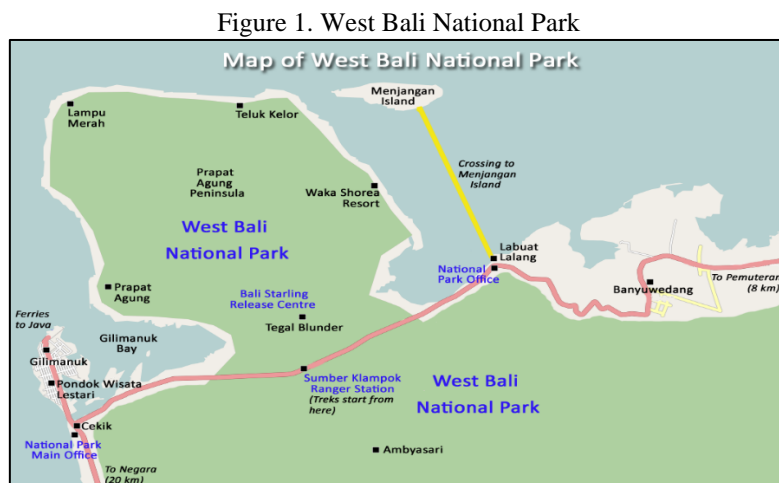 Figure 1. West Bali National Park
Map of West Bali National Park
Menjangan
Island
Lampu
Merah
Teluk Kelor
Crossing to
Menjangan
Island
Prapat
Agung
Peninsula
Waka Shorea
Resort
West Bali
National Park
Labuat
Lalang
National
Park Office
To Pemuteran
(8 km)
Banyuwedang
Prapat
Agung
Bali Starling
Release Centre
Tegal Blunder
Ferries
to Java
Gilimanuk
Bay
Gilimanuk
Pondok Wisata
Lestari
Sumber Klampok
Ranger Station
(Treks start from
here)
West Bali
National Park
Cekik
National Park
Main Office
Ambyasari
To Negara
(20 km)